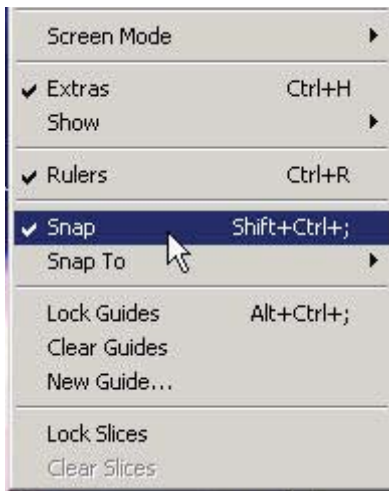 Screen Mode
Extras Ctrl+H
Show
Rulers Ctrl+R
Snap Shift+Ctrl+;
Snap To
Lock Guides Alt+Ctrl+;
Clear Guides
New Guide...
Lock Slices
Clear Slices